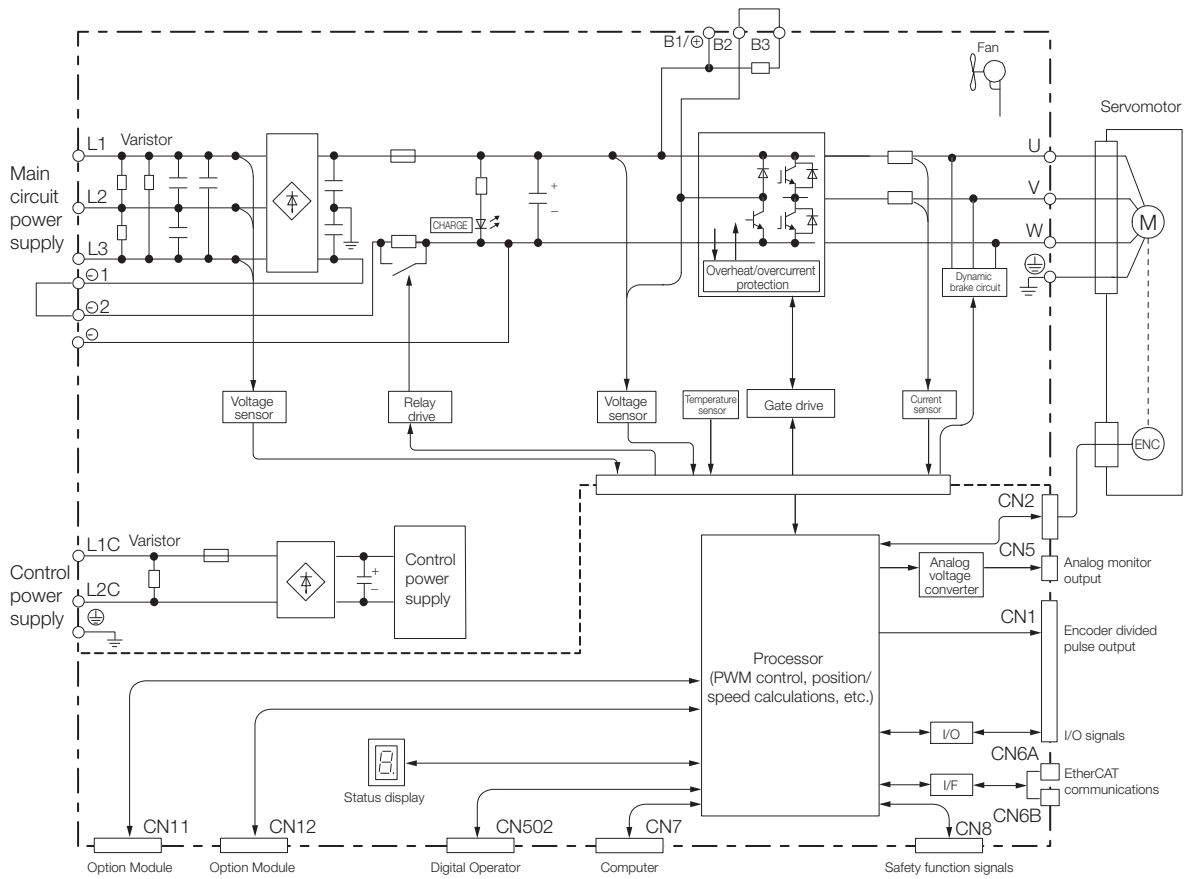 B1/⊕ B2 B3
Fan
Servomotor
L1 Varistor
Main
circuit
power
supply
L2
L3
⊖1
⊖2
⊖
CHARGE
+
−
Overheat/overcurrent
protection
U
V
W
M
Dynamic
brake circuit
Voltage
sensor
Relay
drive
Voltage
sensor
Temperature
sensor
Gate drive
Current
sensor
ENC
CN2
L1C Varistor
Control
power
supply
L2C
+
−
Control
power
supply
Analog
voltage
converter
CN5
Analog monitor
output
CN1
Encoder divided
pulse output
Processor
(PWM control, position/
speed calculations, etc.)
I/O
I/O signals
CN6A
I/F
EtherCAT
communications
CN6B
8.
Status display
CN11
CN12
CN502
CN7
CN8
Option Module
Option Module
Digital Operator
Computer
Safety function signals